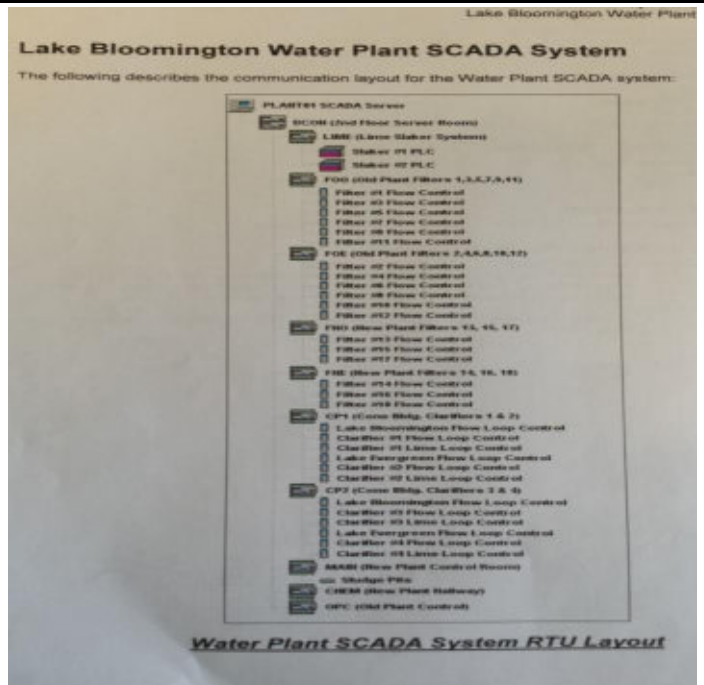 Lake Bloomington Water Plant
Lake Bloomington Water Plant SCADA System
The following describes the communication layout for the Water Plant SCADA system:
PLANT01 SCADA Server
DCON (2nd Floor Server Room)
LIME (Lime Slaker System)
Slaker #1 PLC
Slaker #2 PLC
FOO (Old Plant Filters 1,3,5,7,9,11)
Filter #1 Flow Control
Filter #3 Flow Control
Filter #5 Flow Control
Filter #7 Flow Control
Filter Flow Control
Filter #11 Flow Control
FOE (Old Plant Filters 2,4,6,8,10,12)
Filter #2 Flow Control
Filter #4 Flow Control
Filter #6 Flow Control
Filter #8 Flow Control
Filter #10 Flow Control
Filter #12 Flow Control
FNO (New Plant Filters 13, 15, 17)
Filter #13 Flow Control
Filter #15 Flow Control
Filter #17 Flow Control
FNE (New Plant Filters 14, 16, 18)
Filter #14 Flow Control
Filter #16 Flow Control
Filter #18 Flow Control
CP1 (Cone Bldg. Clarifiers 1 & 2)
Lake Bloomington Flow Loop Control
Clarifier #1 Flow Loop Control
Clarifier #1 Lime Loop Control
Lake Evergreen Flow Loop Control
Clarifier #2 Flow Loop Control
Clarifier #2 Lime Loop Control
CP2 (Cone Bldg. Clarifiers 3 & 4)
Lake Bloomington Flow Loop Control
Clarifier #3 Flow Loop Control
Clarifier #3 Lime Loop Control
Lake Evergreen Flow Loop Control
Clarifier #4 Flow Loop Control
Clarifier #4 Lime Loop Control
MAIN (New Plant Control Room)
Sludge Pits
CHEM (New Plant Hallway)
OPC (Old Plant Control)
Water Plant SCADA System RTU Layout